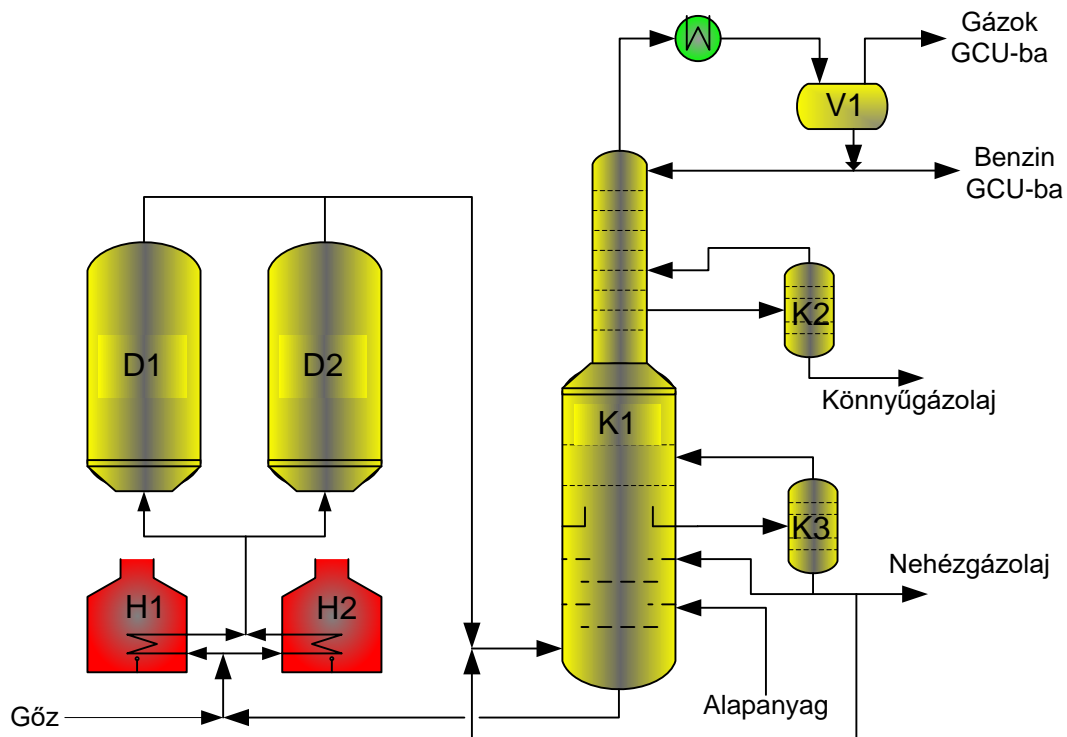 Gázok
GCU-ba
V1
Benzin
GCU-ba
D1
D2
K2
Könnyűgázolaj
K1
K3
Nehézgázolaj
H1
H2
Alapanyag
Gőz